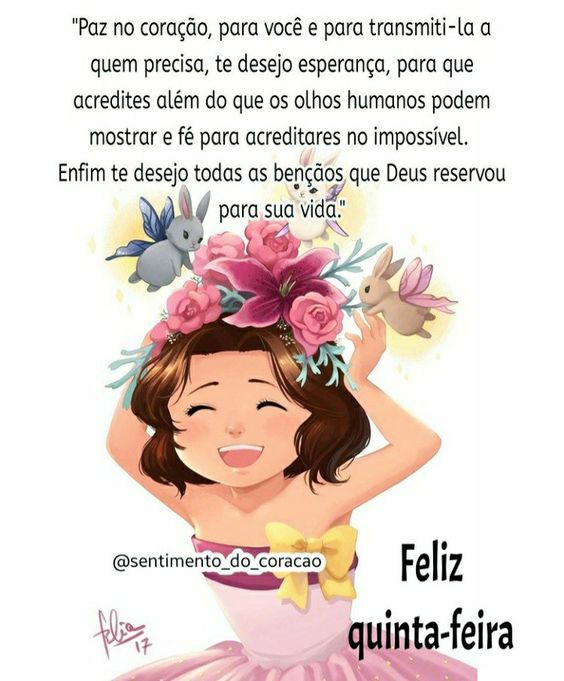 "Paz no coração, para você e para transmiti-la a
quem precisa, te desejo esperança, para que
acredites além do que os olhos humanos podem
mostrar e fé para acreditares no impossível.
Enfim te desejo todas as bençãos que Deus reservou
para sua vida."
@sentimento_do_coracao
Feliz
quinta-feira
felia
17